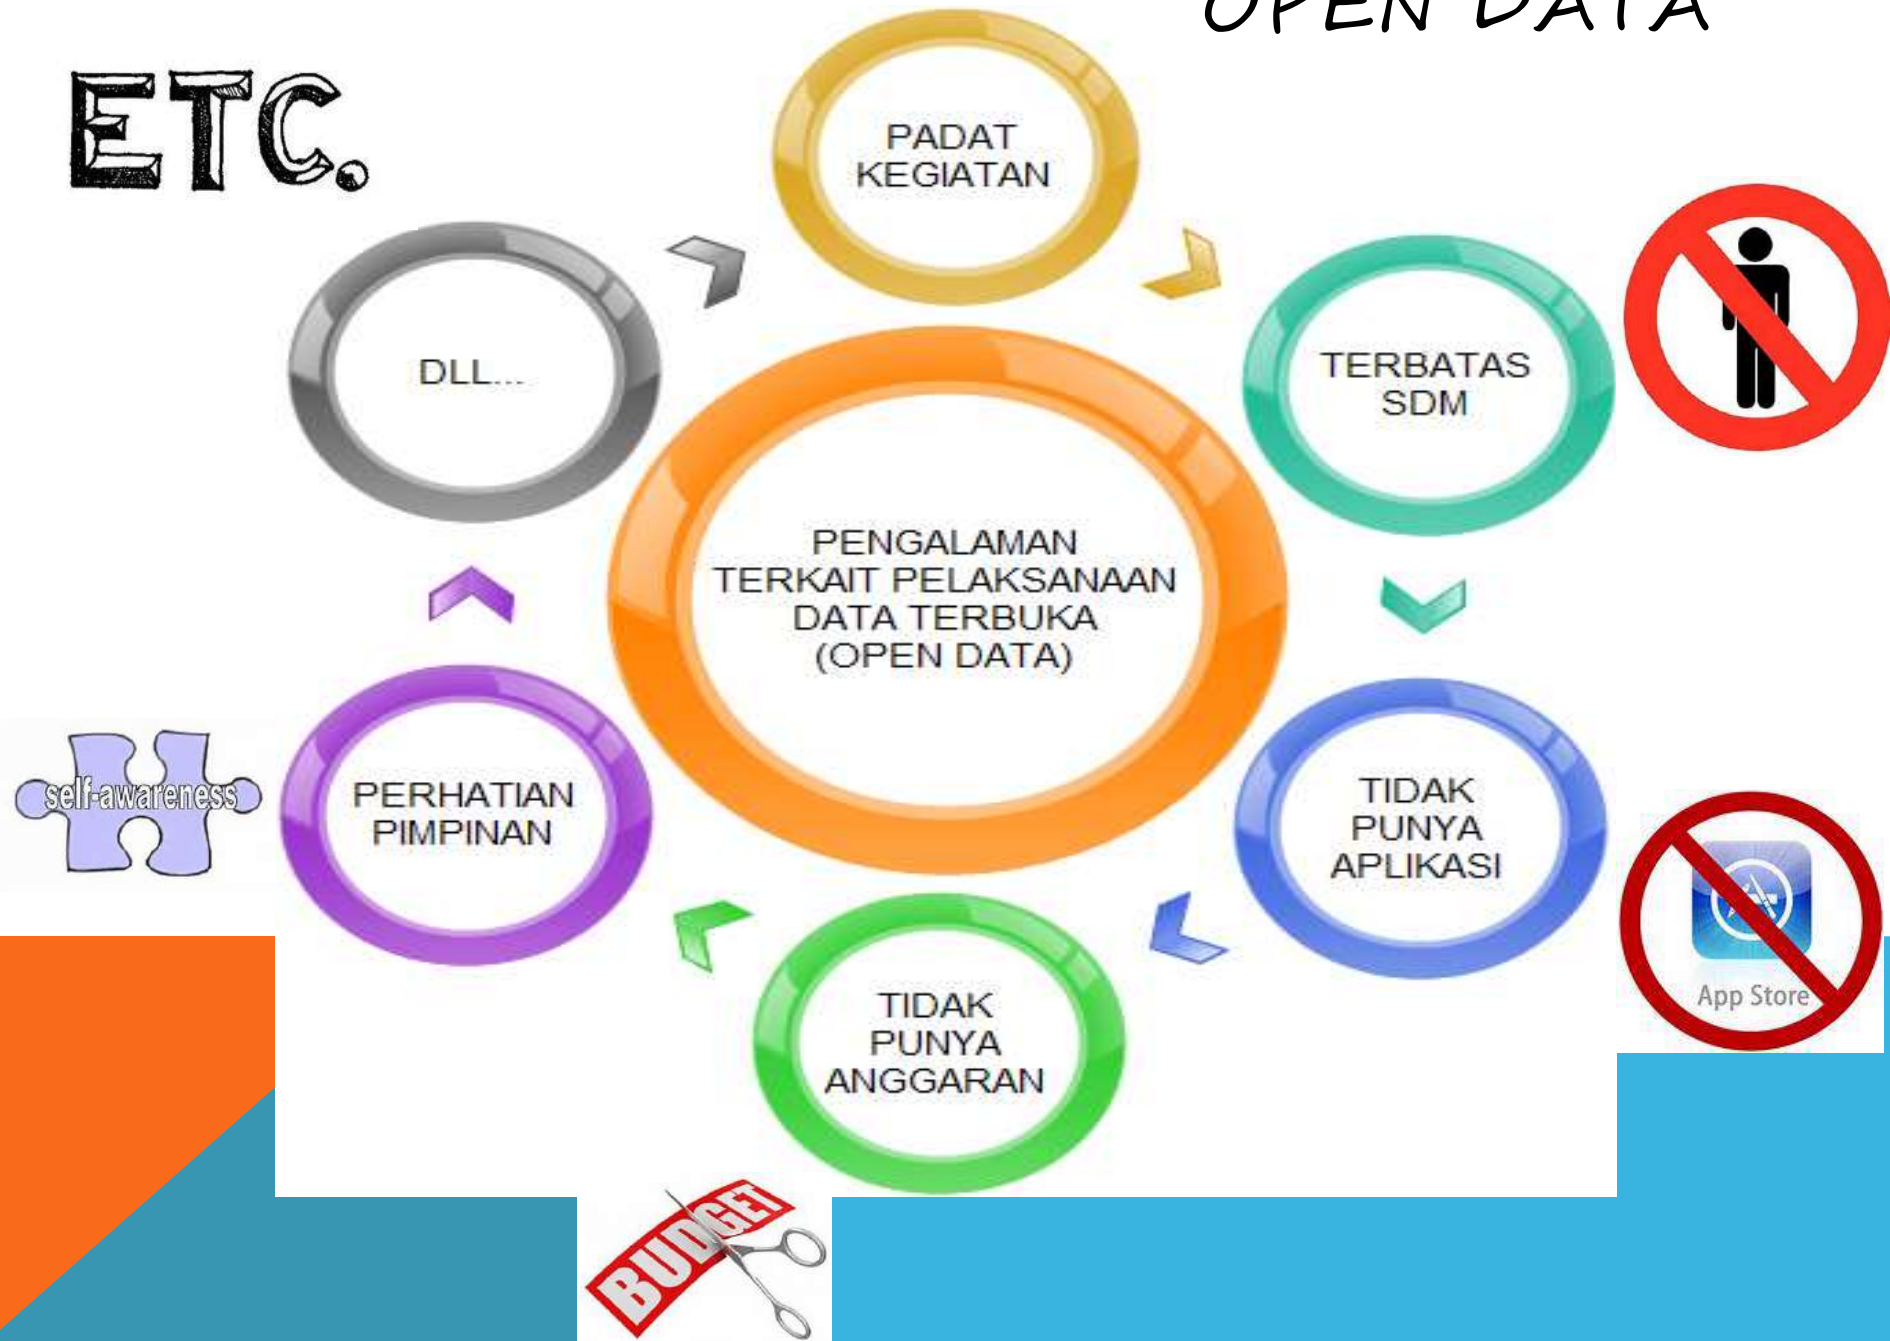 OPEN DATA
ETC.
PADAT
KEGIATAN
TERBATAS
SDM
DLL...
PENGALAMAN
TERKAIT PELAKSANAAN
DATA TERBUKA
(OPEN DATA)
TIDAK
PUNYA
APLIKASI
App Store
TIDAK
PUNYA
ANGGARAN
BUDGET
PERHATIAN
PIMPINAN
self-awareness